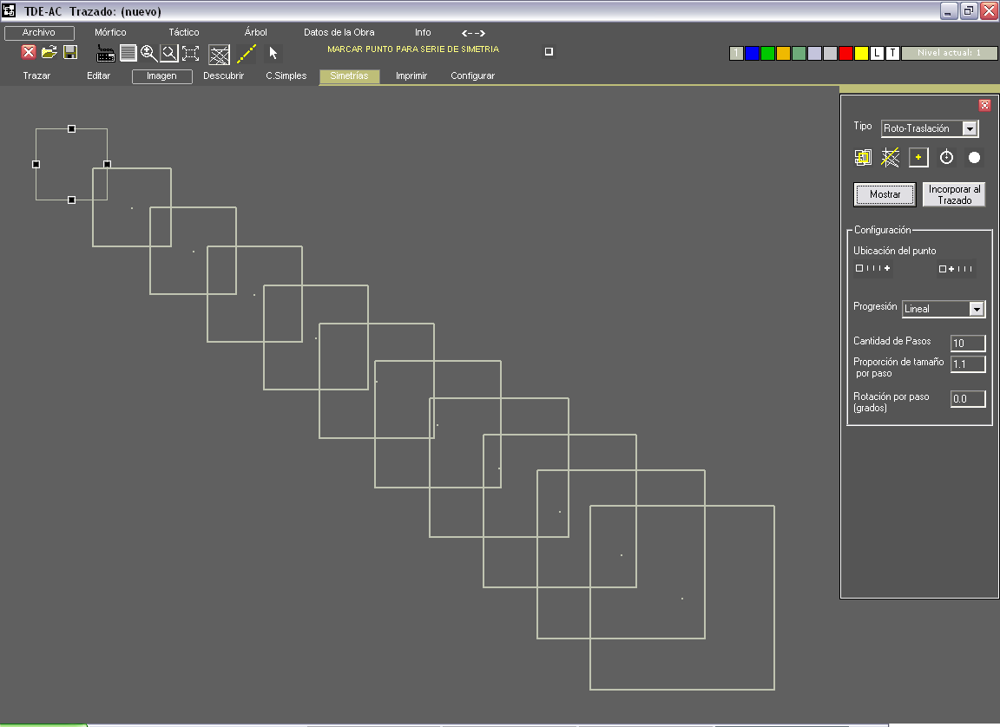 TDE-AC Trazado: (nuevo)
Archivo Mórfico Táctico Árbol Datos de la Obra Info <-->
MARCAR PUNTO PARA SERIE DE SIMETRIA
1 L T Nivel actual: 1
Trazar Editar Imagen Descubrir C.Simples Simetrías Imprimir Configurar
Tipo Roto-Traslación
Mostrar
Incorporar al
Trazado
Configuración
Ubicación del punto
Progresión Lineal
Cantidad de Pasos 10
Proporción de tamaño
por paso 1.1
Rotación por paso
(grados) 0.0